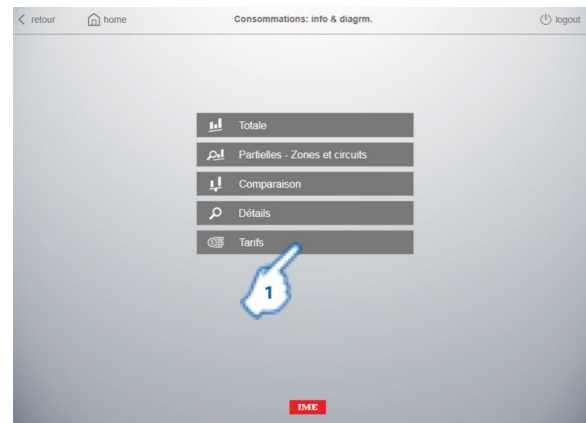 retour
home
Consommations: info & diagrm.
logout
Totale
Partielles - Zones et circuits
Comparaison
Détails
Tarifs
1
IME